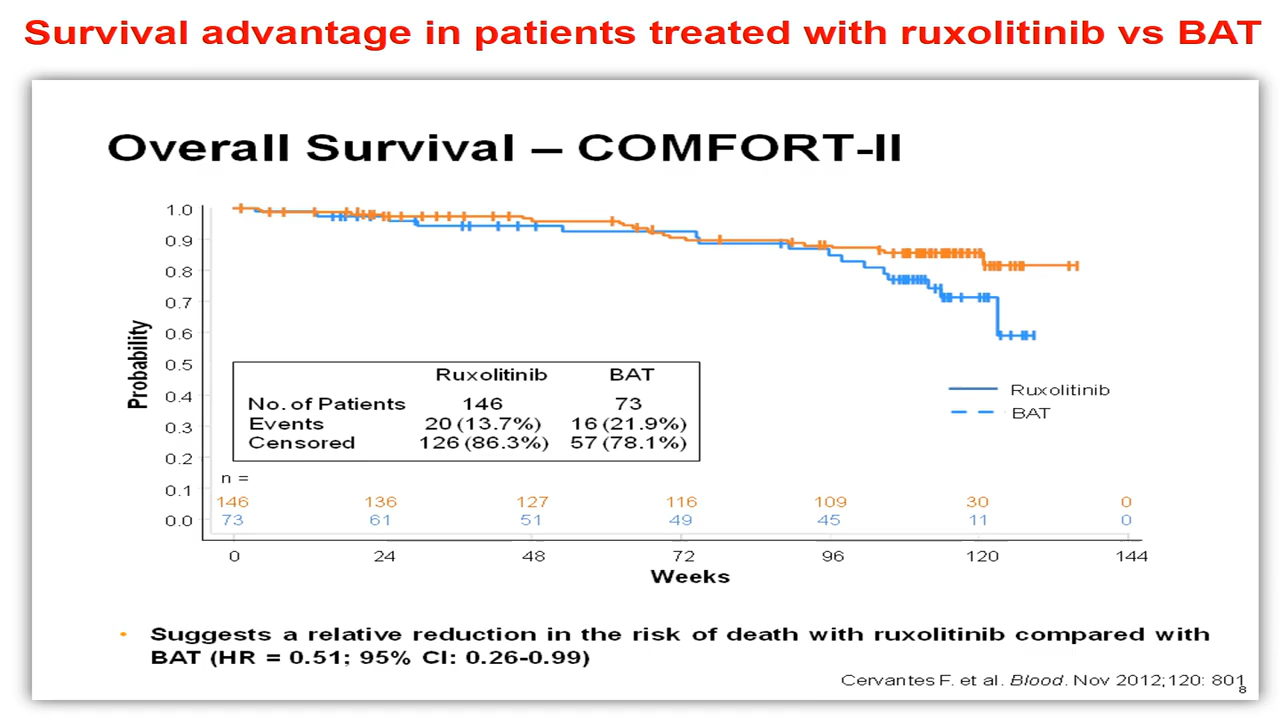 Survival advantage in patients treated with ruxolitinib vs BAT
Overall Survival – COMFORT-II
1.0
0.9
0.8
0.7
0.6
0.5
0.4
0.3
0.2
0.1
0.0
Probability
Ruxolitinib BAT
No. of Patients 146 73
Events 20 (13.7%) 16 (21.9%)
Censored 126 (86.3%) 57 (78.1%)
Ruxolitinib
BAT
n =
146 136 127 116 109 30 0
73 61 51 49 45 11 0
0 24 48 72 96 120 144
Weeks
• Suggests a relative reduction in the risk of death with ruxolitinib compared with
BAT (HR = 0.51; 95% CI: 0.26-0.99)
Cervantes F. et al. Blood. Nov 2012;120: 801
8